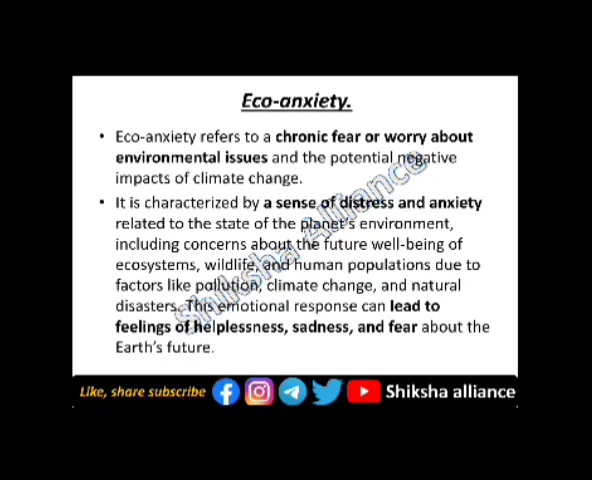 Eco-anxiety.
• Eco-anxiety refers to a chronic fear or worry about
environmental issues and the potential negative
impacts of climate change.
• It is characterized by a sense of distress and anxiety
related to the state of the planet's environment,
including concerns about the future well-being of
ecosystems, wildlife, and human populations due to
factors like pollution, climate change, and natural
disasters. This emotional response can lead to
feelings of helplessness, sadness, and fear about the
Earth's future.
Shiksha Alliance
Like, share subscribe Shiksha alliance